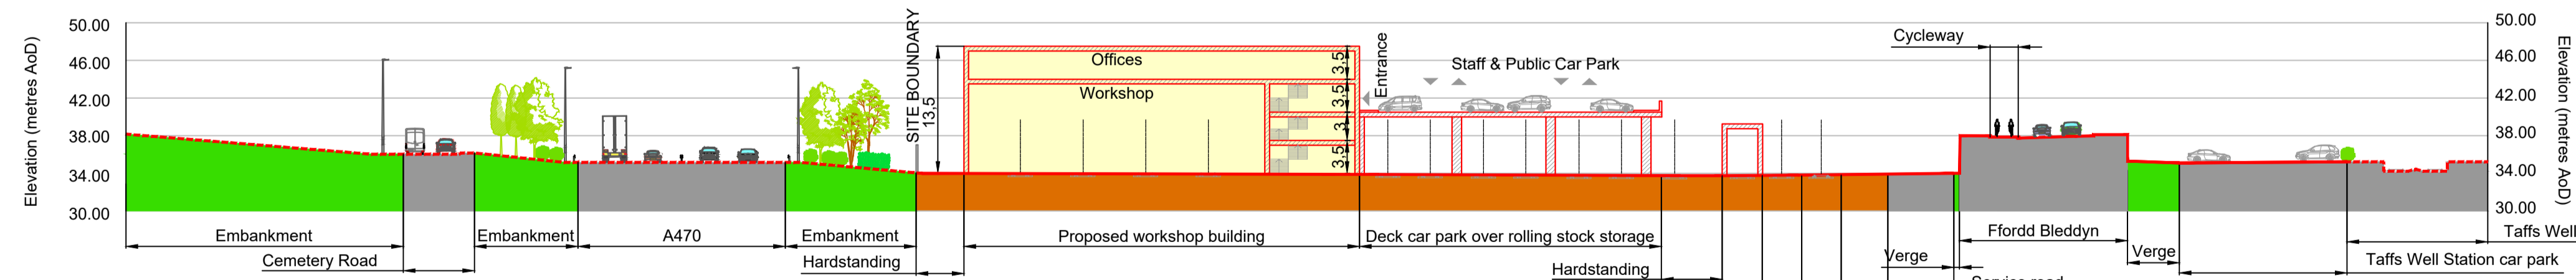 Elevation (metres AoD)
50.00
46.00
42.00
38.00
34.00
30.00
SITE BOUNDARY
13,5
Offices
Workshop
3,5
3,5
3
3,5
Entrance
Staff & Public Car Park
Cycleway
50.00
46.00
42.00
38.00
34.00
30.00
Elevation (metres AoD)
Embankment
Cemetery Road
Embankment
A470
Embankment
Hardstanding
Proposed workshop building
Deck car park over rolling stock storage
Hardstanding
Verge
Ffordd Bleddyn
Verge
Taffs Well
Taffs Well Station car park